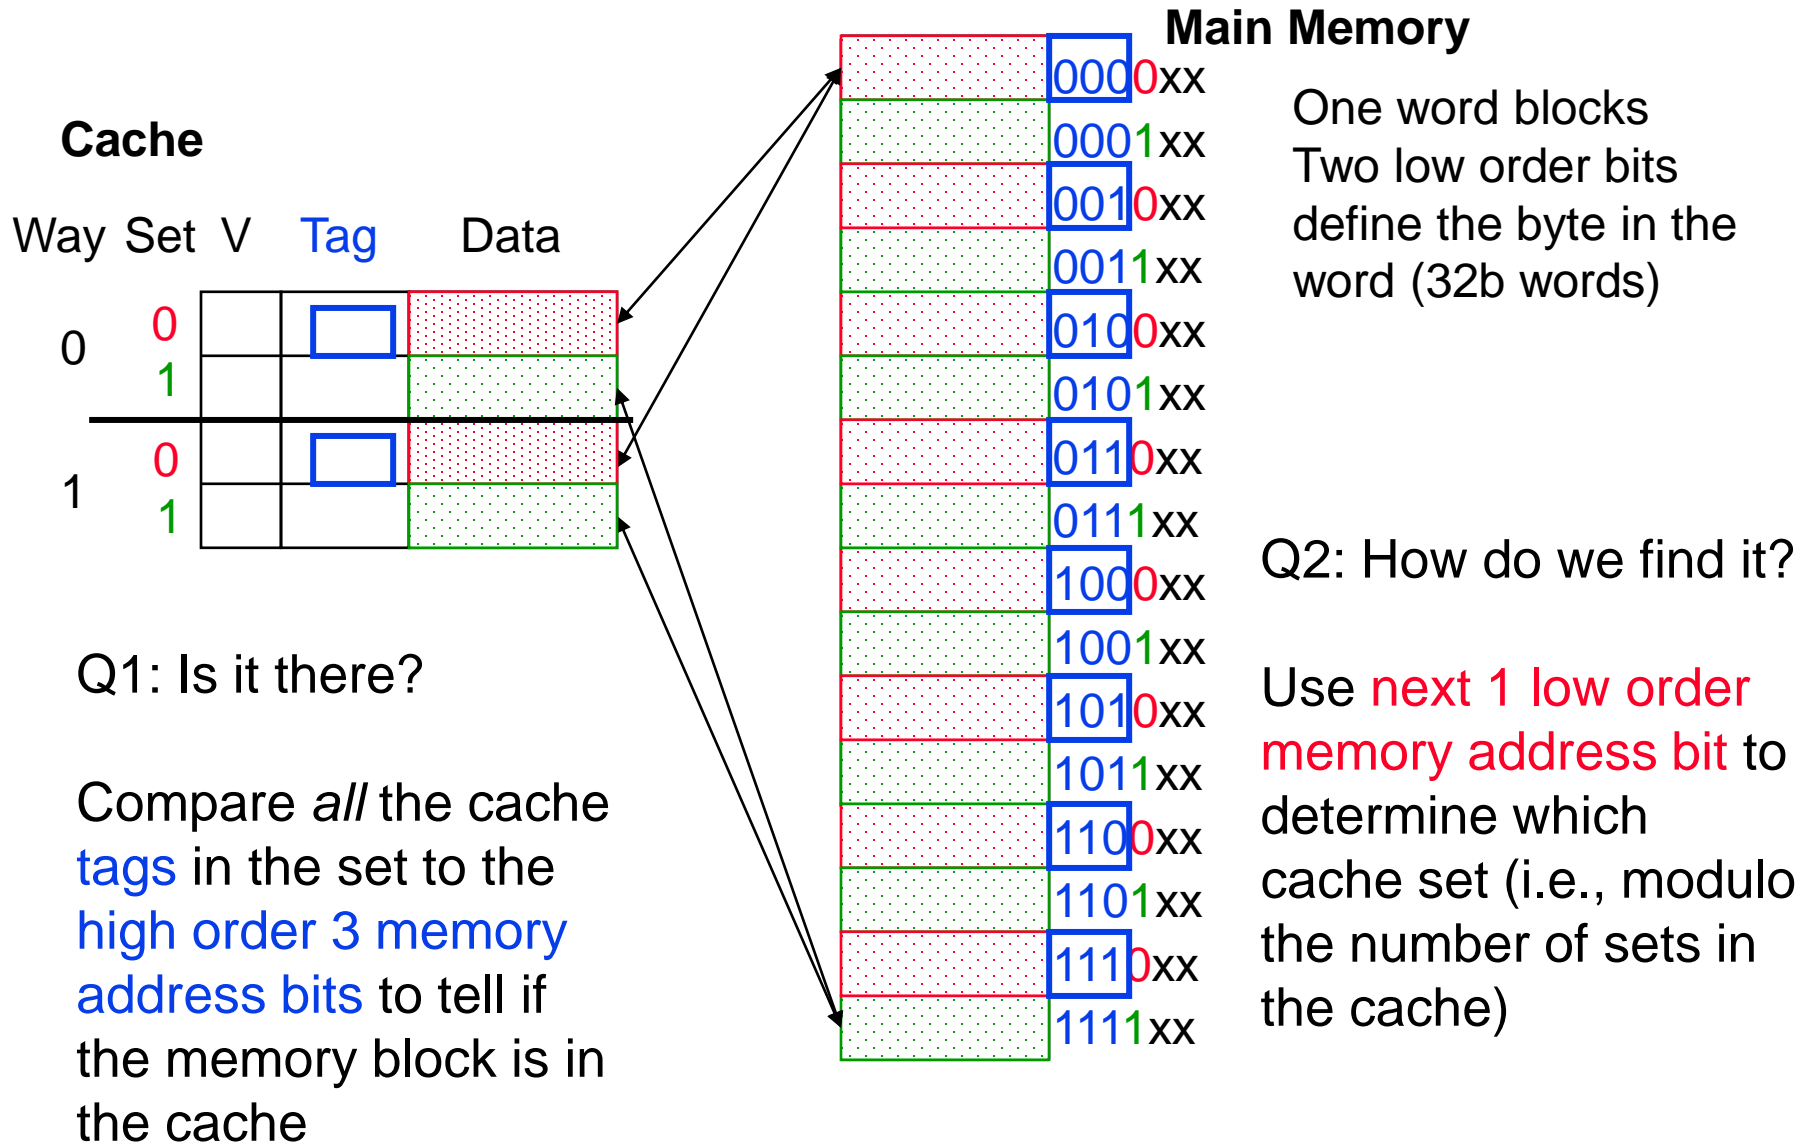 Main Memory
Cache
Way Set V Tag Data
0
0
1
1
0
1
0000xx
0001xx
0010xx
0011xx
0100xx
0101xx
0110xx
0111xx
1000xx
1001xx
1010xx
1011xx
1100xx
1101xx
1110xx
1111xx
One word blocks
Two low order bits
define the byte in the
word (32b words)
Q1: Is it there?
Compare all the cache
tags in the set to the
high order 3 memory
address bits to tell if
the memory block is in
the cache
Q2: How do we find it?
Use next 1 low order
memory address bit to
determine which
cache set (i.e., modulo
the number of sets in
the cache)